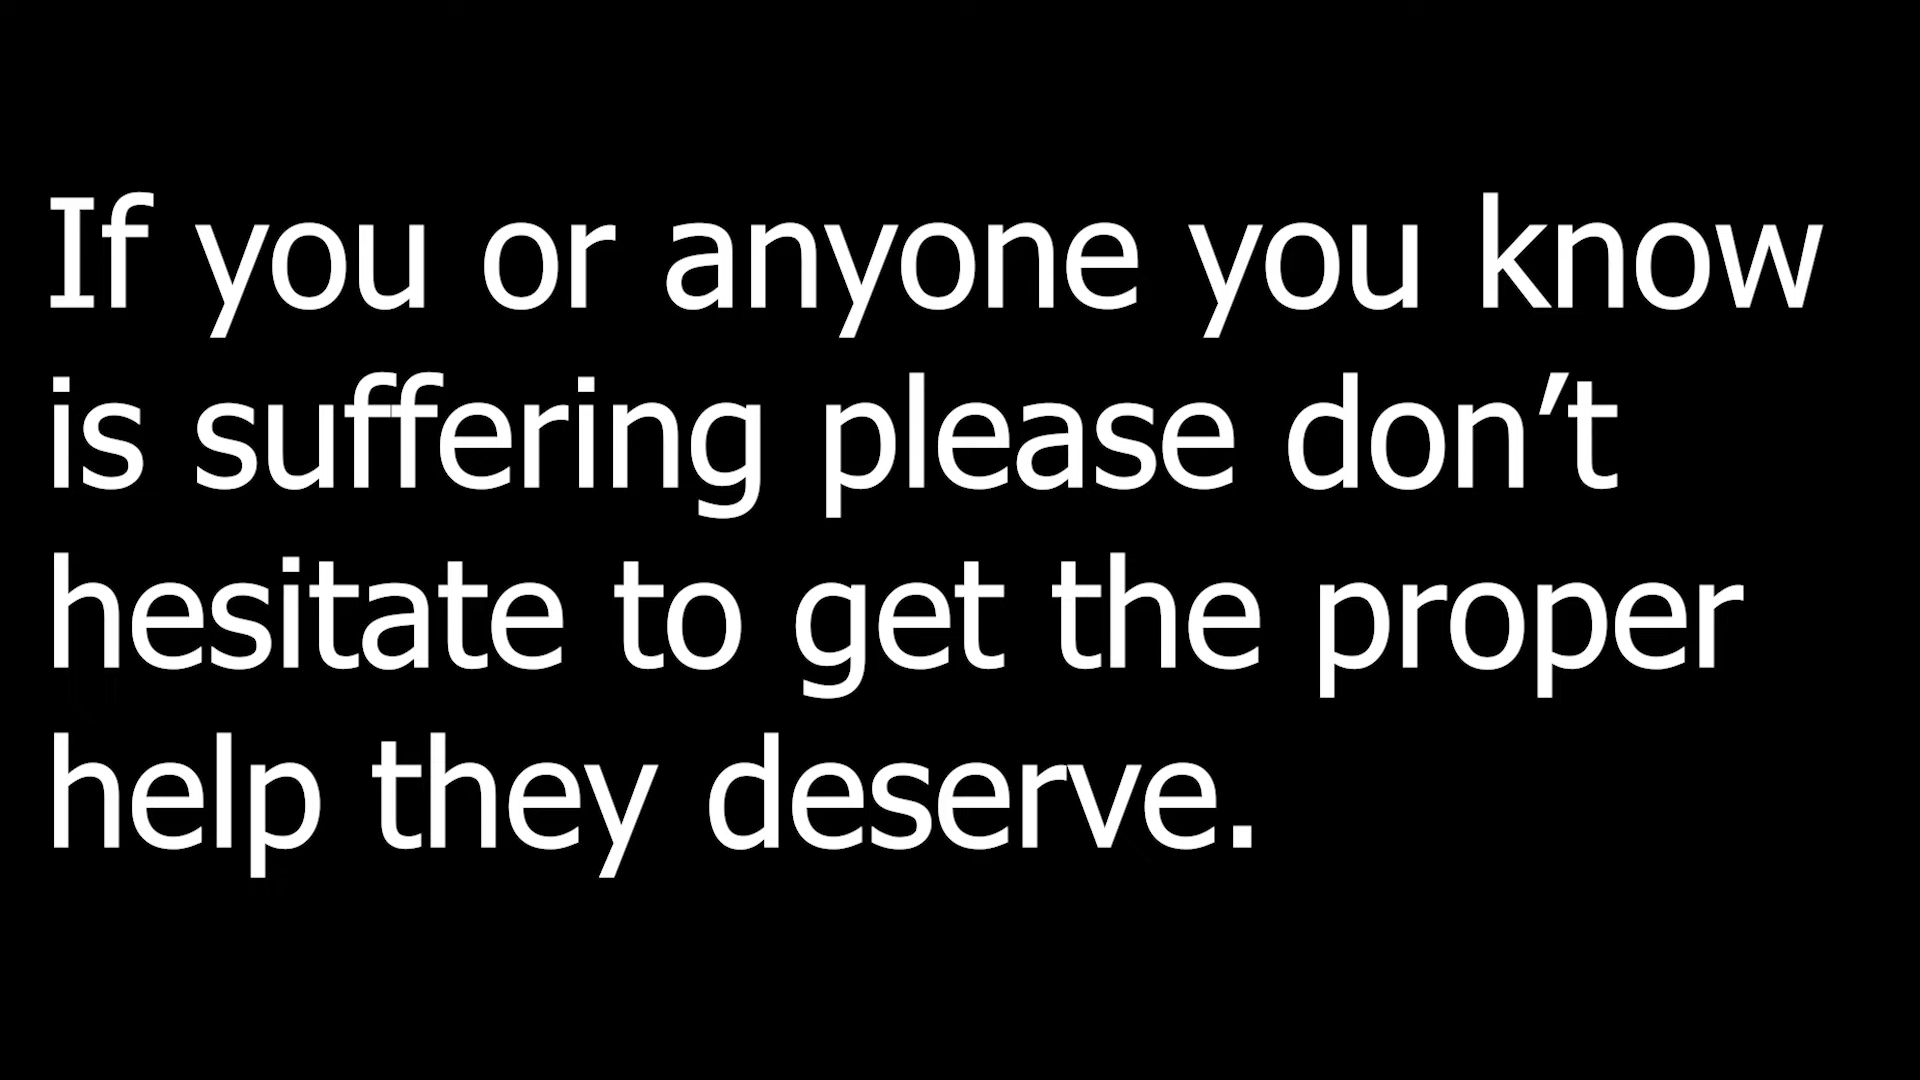 If you or anyone you know
is suffering please don’t
hesitate to get the proper
help they deserve.